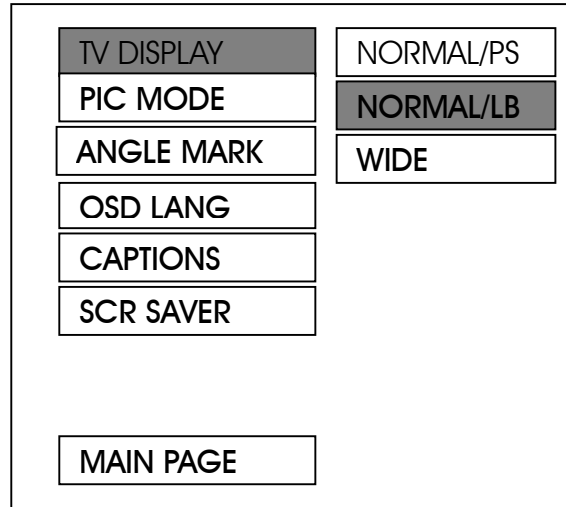 TV DISPLAY
PIC MODE
ANGLE MARK
OSD LANG
CAPTIONS
SCR SAVER
MAIN PAGE
NORMAL/PS
NORMAL/LB
WIDE